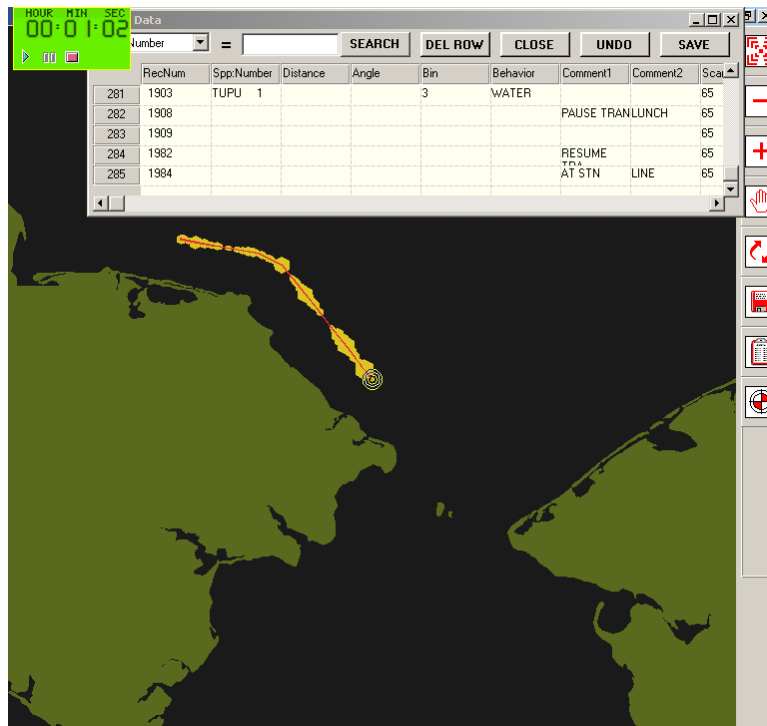 HOUR MIN SEC
00:01:02
Data
Number = SEARCH DEL ROW CLOSE UNDO SAVE
RecNum Spp:Number Distance Angle Bin Behavior Comment1 Comment2
281 1903 TUPU 1 3 WATER 65
282 1908 PAUSE TRAN LUNCH 65
283 1909 65
284 1982 RESUME 65
285 1984 AT STN LINE 65